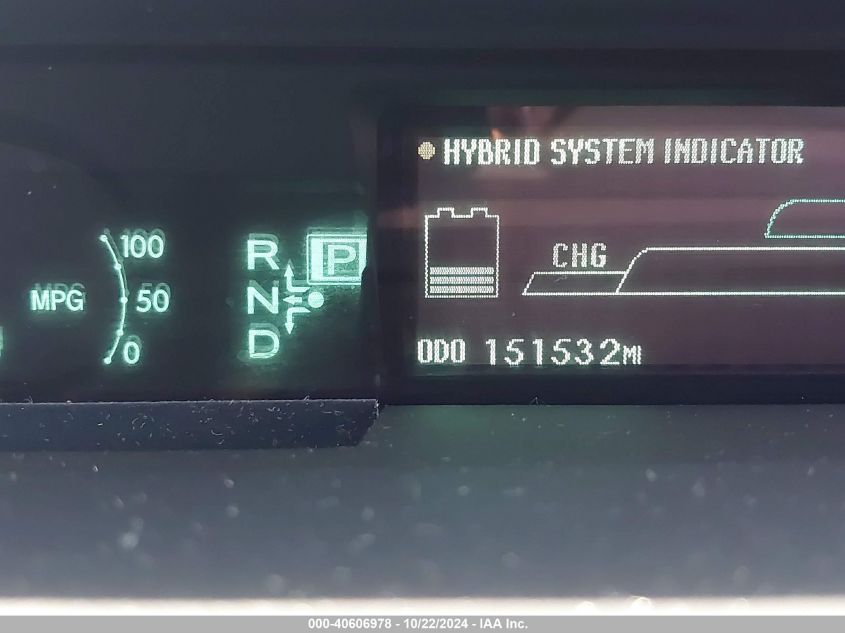 HYBRID SYSTEM INDICATOR
100
R P
CHG
MPG 50
N
0
D
ODO 151532MI
000-40606978 - 10/22/2024 - IAA Inc.